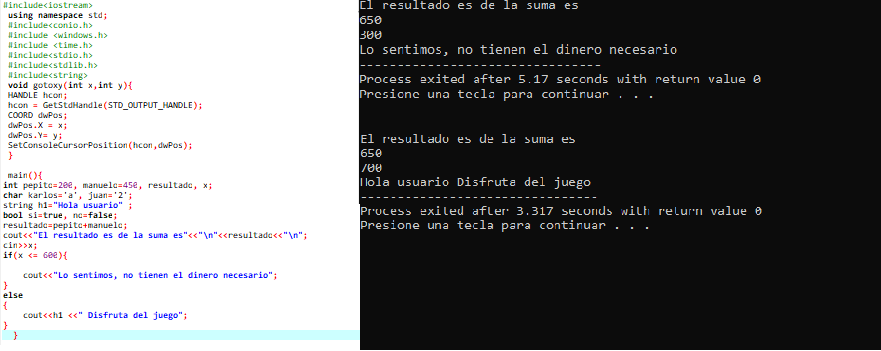 #include<iostream>
using namespace std;
#include<conio.h>
#include <windows.h>
#include <time.h>
#include<stdio.h>
#include<stdlib.h>
#include<string>
void gotoxy(int x,int y){
HANDLE hcon;
hcon = GetStdHandle(STD_OUTPUT_HANDLE);
COORD dwPos;
dwPos.X = x;
dwPos.Y= y;
SetConsoleCursorPosition(hcon,dwPos);
}
main(){
int pepito=200, manuelo=450, resultado, x;
char karlos='a', juan='2';
string h1="Hola usuario" ;
bool si=true, no=false;
resultado=pepito+manuelo;
cout<<"El resultado es de la suma es"<<"\n"<<resultado<<"\n";
cin>>x;
if(x <= 600){
cout<<"Lo sentimos, no tienen el dinero necesario";
}
else
{
cout<<h1 <<" Disfruta del juego";
}
}
El resultado es de la suma es
650
300
Lo sentimos, no tienen el dinero necesario
--------------------------------
Process exited after 5.17 seconds with return value 0
Presione una tecla para continuar . . .
El resultado es de la suma es
650
700
Hola usuario Disfruta del juego
--------------------------------
Process exited after 3.317 seconds with return value 0
Presione una tecla para continuar . . .